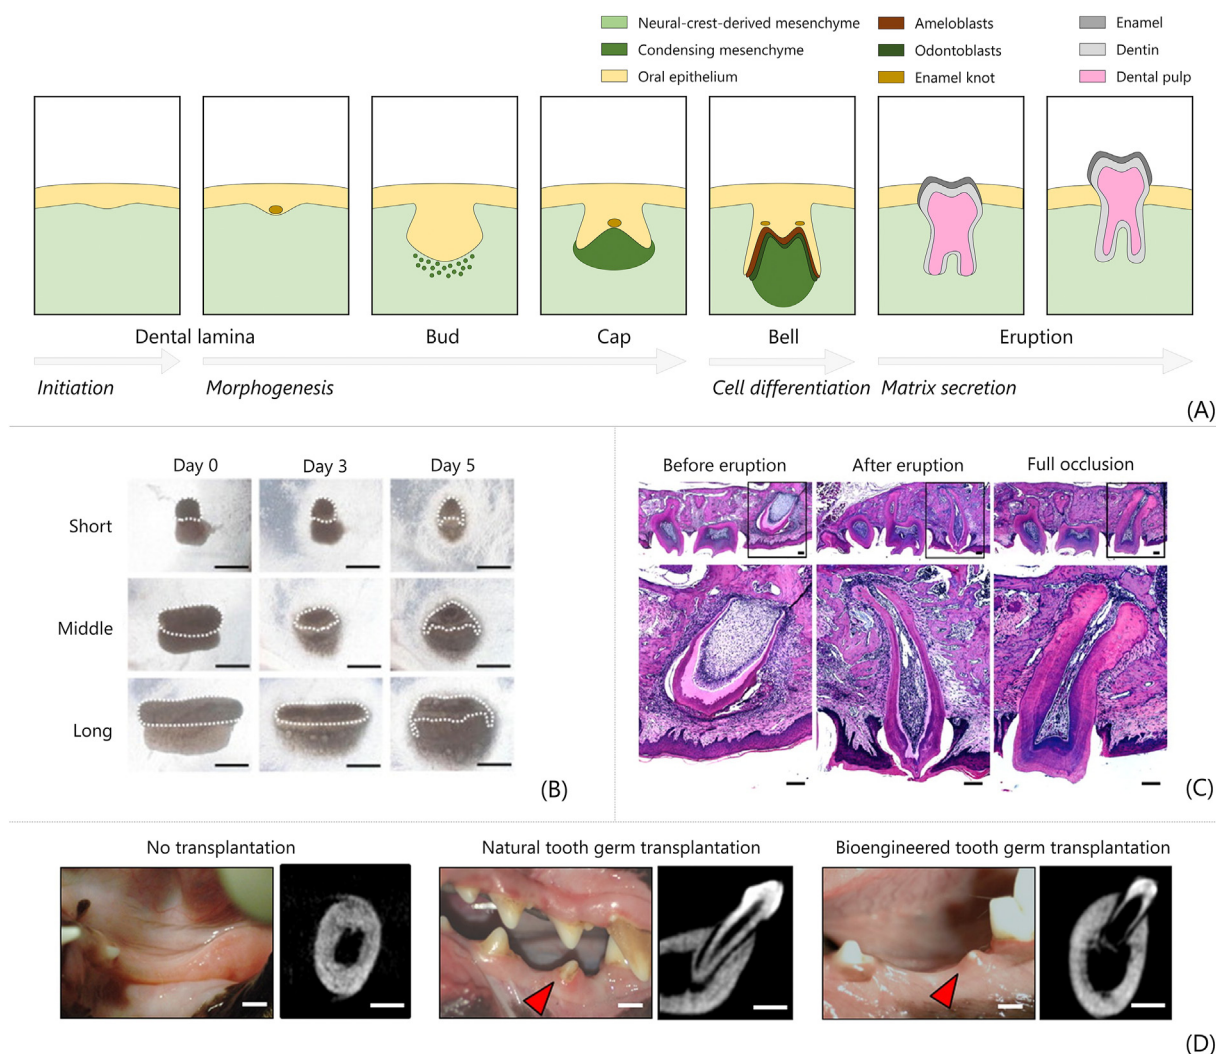 Neural-crest-derived mesenchyme
Condensing mesenchyme
Oral epithelium
Ameloblasts
Odontoblasts
Enamel knot
Enamel
Dentin
Dental pulp
Dental lamina
Bud
Cap
Bell
Eruption
Initiation
Morphogenesis
Cell differentiation
Matrix secretion
(A)
Day 0
Day 3
Day 5
Short
Middle
Long
(B)
Before eruption
After eruption
Full occlusion
(C)
No transplantation
Natural tooth germ transplantation
Bioengineered tooth germ transplantation
(D)